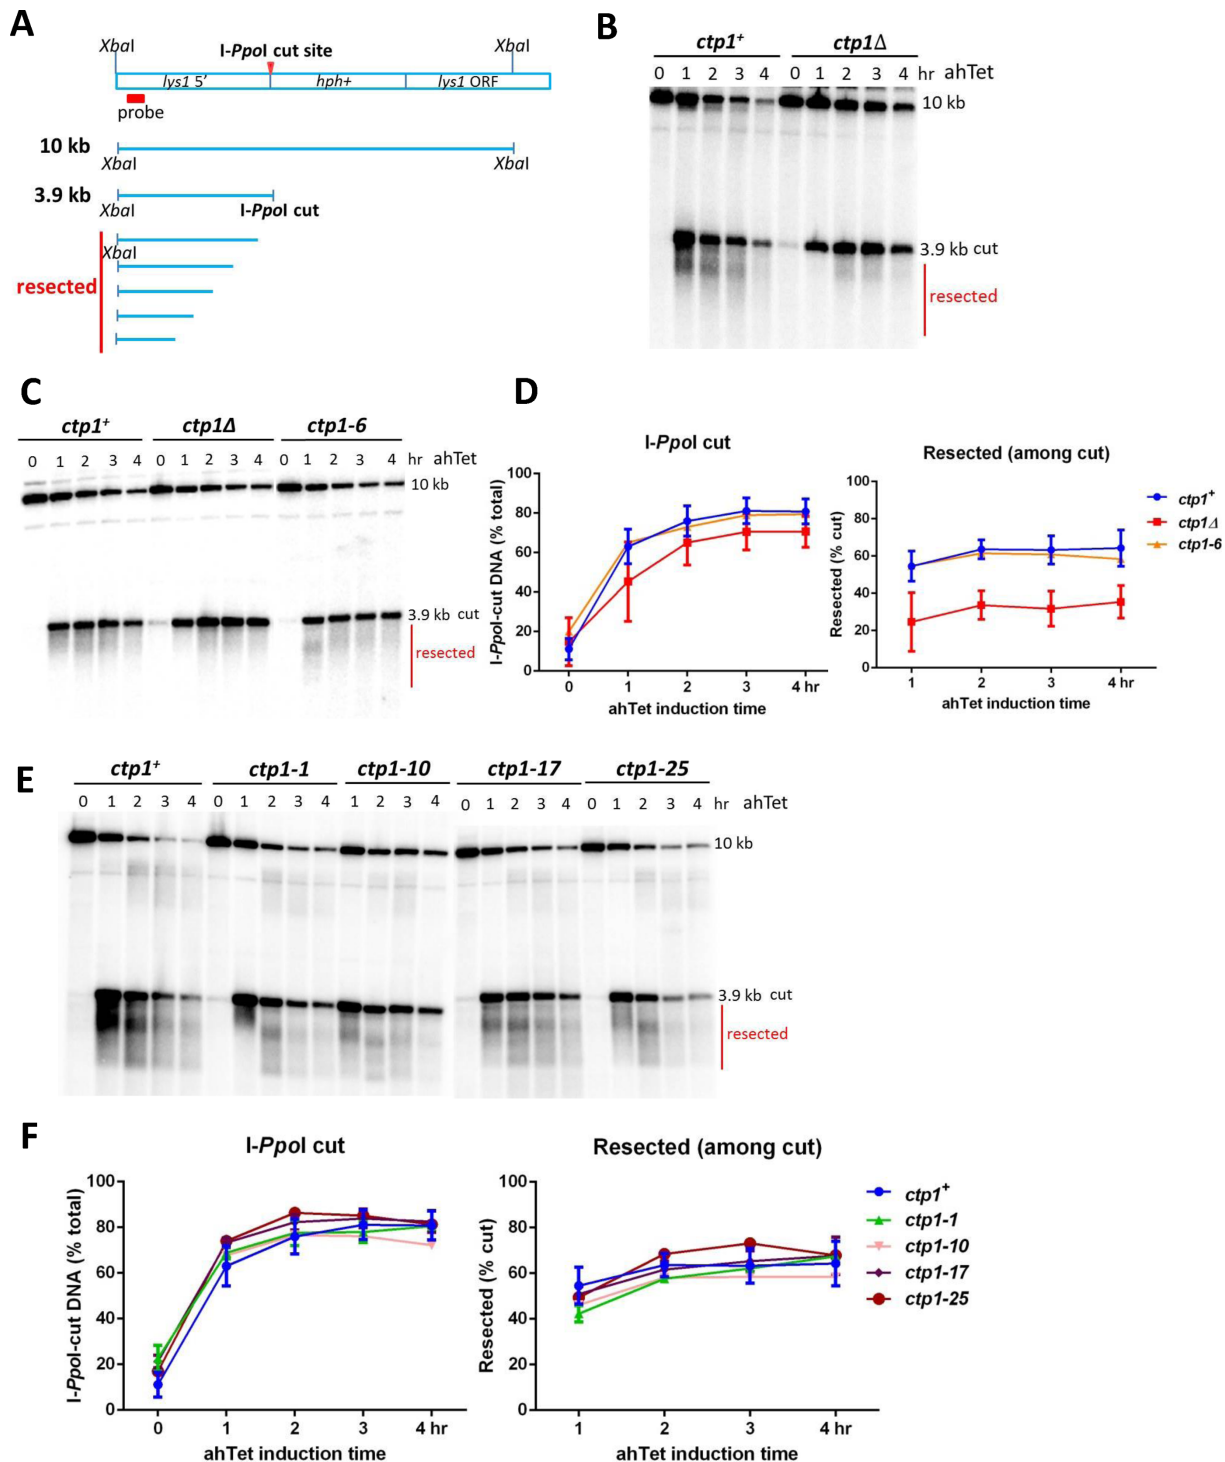 A
XbaI
I-PpoI cut site
XbaI
lys1 5’
hph+
lys1 ORF
probe
10 kb
XbaI
XbaI
3.9 kb
XbaI
I-PpoI cut
XbaI
resected
B
ctp1+
ctp1Δ
0 1 2 3 4 0 1 2 3 4 hr ahTet
10 kb
3.9 kb cut
resected
C
ctp1+
ctp1Δ
ctp1-6
0 1 2 3 4 0 1 2 3 4 0 1 2 3 4 hr ahTet
10 kb
3.9 kb cut
resected
D
I-PpoI cut
I-PpoI-cut DNA (% total)
100
80
60
40
20
0
0 1 2 3 4 hr
ahTet induction time
Resected (among cut)
Resected (% cut)
100
80
60
40
20
0
1 2 3 4 hr
ahTet induction time
ctp1+
ctp1Δ
ctp1-6
E
ctp1+
ctp1-1
ctp1-10
ctp1-17
ctp1-25
0 1 2 3 4 0 1 2 3 4 0 1 2 3 4 0 1 2 3 4 0 1 2 3 4 hr ahTet
10 kb
3.9 kb cut
resected
F
I-PpoI cut
I-PpoI-cut DNA (% total)
100
80
60
40
20
0
0 1 2 3 4 hr
ahTet induction time
Resected (among cut)
Resected (% cut)
100
80
60
40
20
0
1 2 3 4 hr
ahTet induction time
ctp1+
ctp1-1
ctp1-10
ctp1-17
ctp1-25